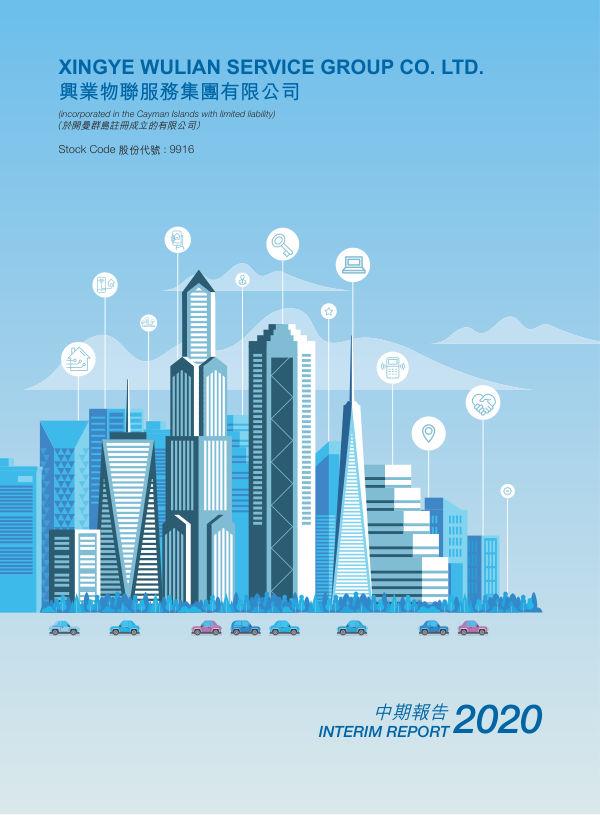 XINGYE WULIAN SERVICE GROUP CO. LTD.
興業物聯服務集團有限公司
(incorporated in the Cayman Islands with limited liability)
（於開曼群島註冊成立的有限公司）
Stock Code 股份代號 : 9916
中期報告
INTERIM REPORT 2020